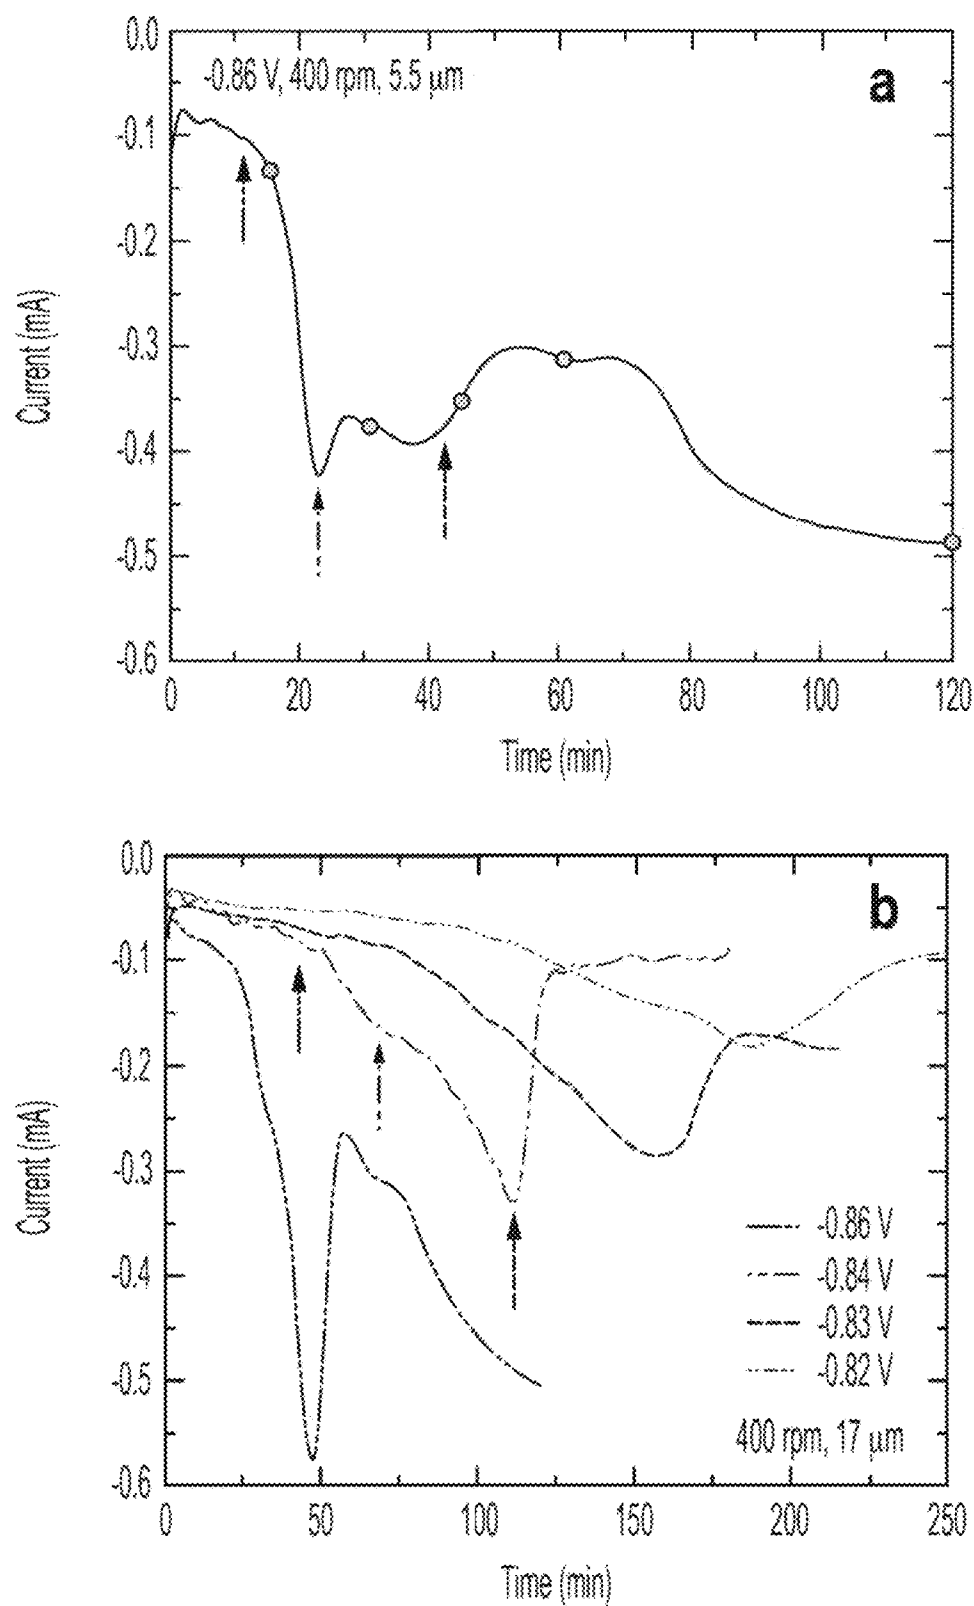 0.0
-0.86 V, 400 rpm, 5.5 μm
a
-0.1
-0.2
-0.3
-0.4
-0.5
-0.6
Current (mA)
0 20 40 60 80 100 120
Time (min)
0.0
b
-0.1
-0.2
-0.3
-0.4
-0.5
-0.6
Current (mA)
-0.86 V
-0.84 V
-0.83 V
-0.82 V
400 rpm, 17 μm
0 50 100 150 200 250
Time (min)